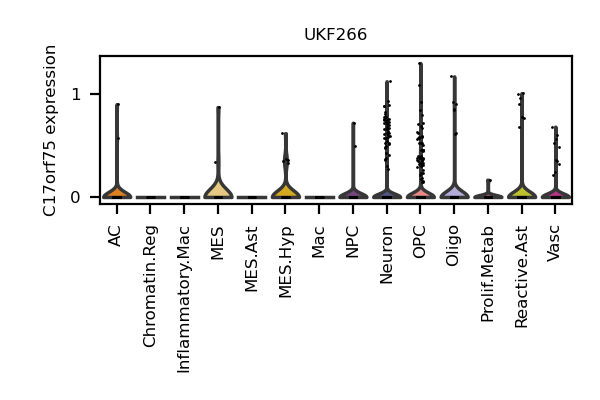 UKF266
C17orf75 expression
1
0
AC
Chromatin.Reg
Inflammatory.Mac
MES
MES.Ast
MES.Hyp
Mac
NPC
Neuron
OPC
Oligo
Prolif.Metab
Reactive.Ast
Vasc